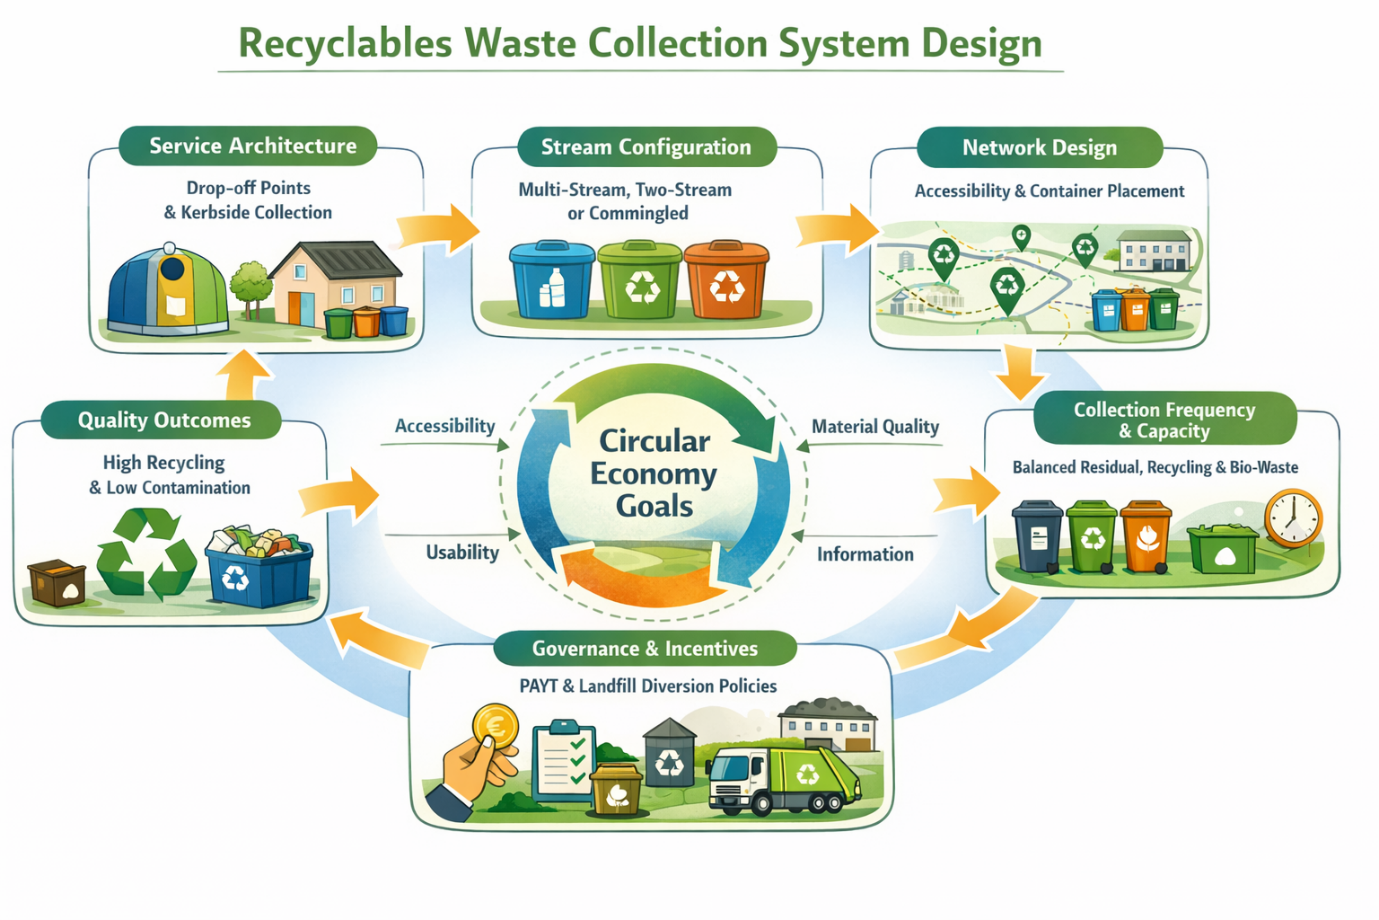 Recyclables Waste Collection System Design
Service Architecture
Drop-off Points
& Kerbside Collection
Stream Configuration
Multi-Stream, Two-Stream
or Commingled
Network Design
Accessibility & Container Placement
Quality Outcomes
High Recycling
& Low Contamination
Accessibility
Usability
Circular
Economy
Goals
Material Quality
Information
Collection Frequency
& Capacity
Balanced Residual, Recycling & Bio-Waste
Governance & Incentives
PAYT & Landfill Diversion Policies
€